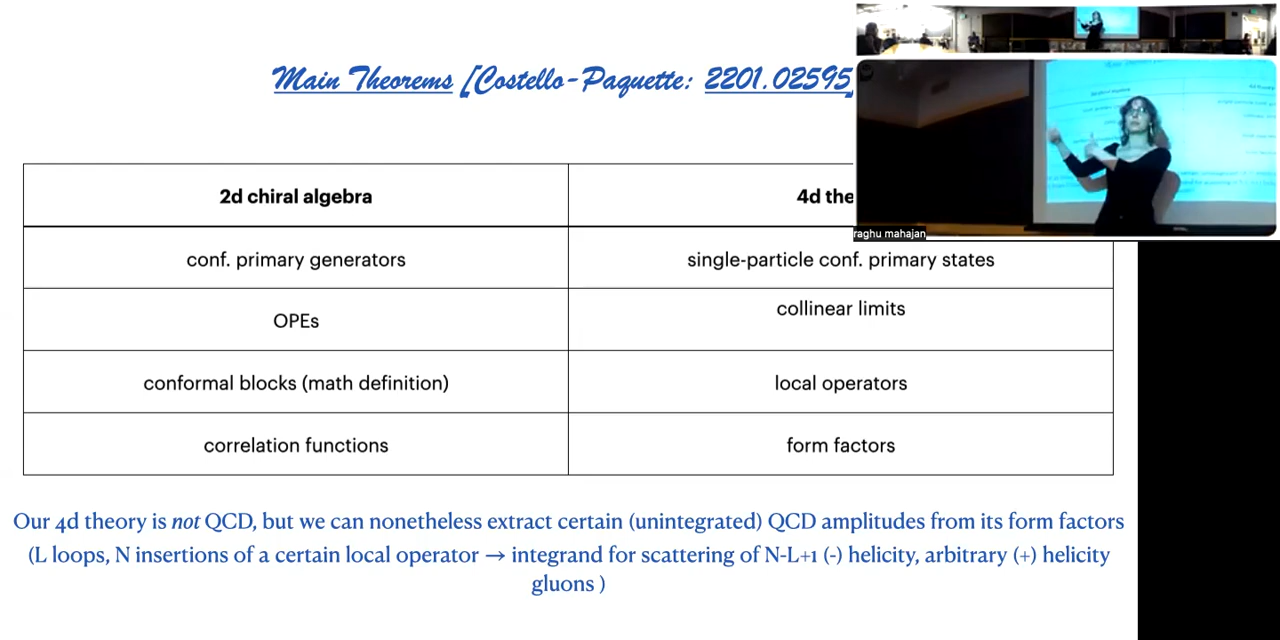 Main Theorems [Costello-Paquette: 2201.02595]
2d chiral algebra
4d the
conf. primary generators
single-particle conf. primary states
OPEs
collinear limits
conformal blocks (math definition)
local operators
correlation functions
form factors
Our 4d theory is not QCD, but we can nonetheless extract certain (unintegrated) QCD amplitudes from its form factors
(L loops, N insertions of a certain local operator → integrand for scattering of N-L+1 (-) helicity, arbitrary (+) helicity
gluons )
raghu mahajan